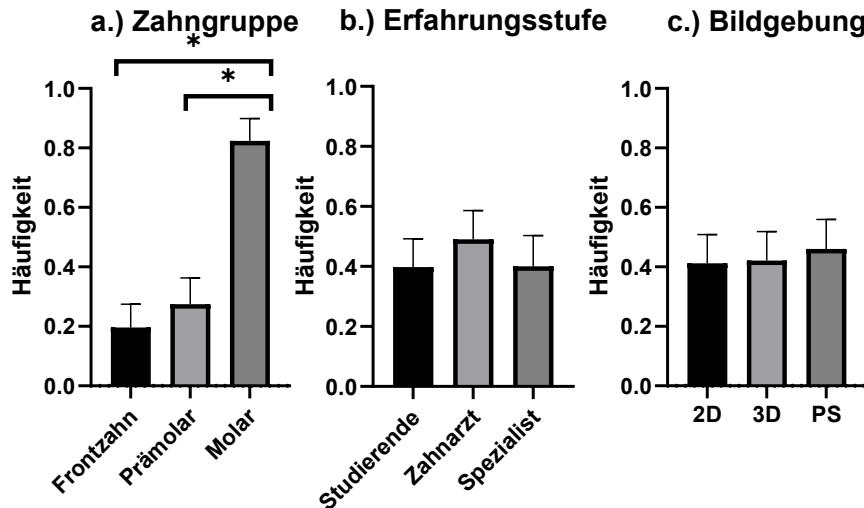 a.) Zahngruppe
*
*
Häufigkeit
1.0
0.8
0.6
0.4
0.2
0.0
Frontzahn
Prämolar
Molar
b.) Erfahrungsstufe
Häufigkeit
1.0
0.8
0.6
0.4
0.2
0.0
Studierende
Zahnarzt
Spezialist
c.) Bildgebung
Häufigkeit
1.0
0.8
0.6
0.4
0.2
0.0
2D
3D
PS